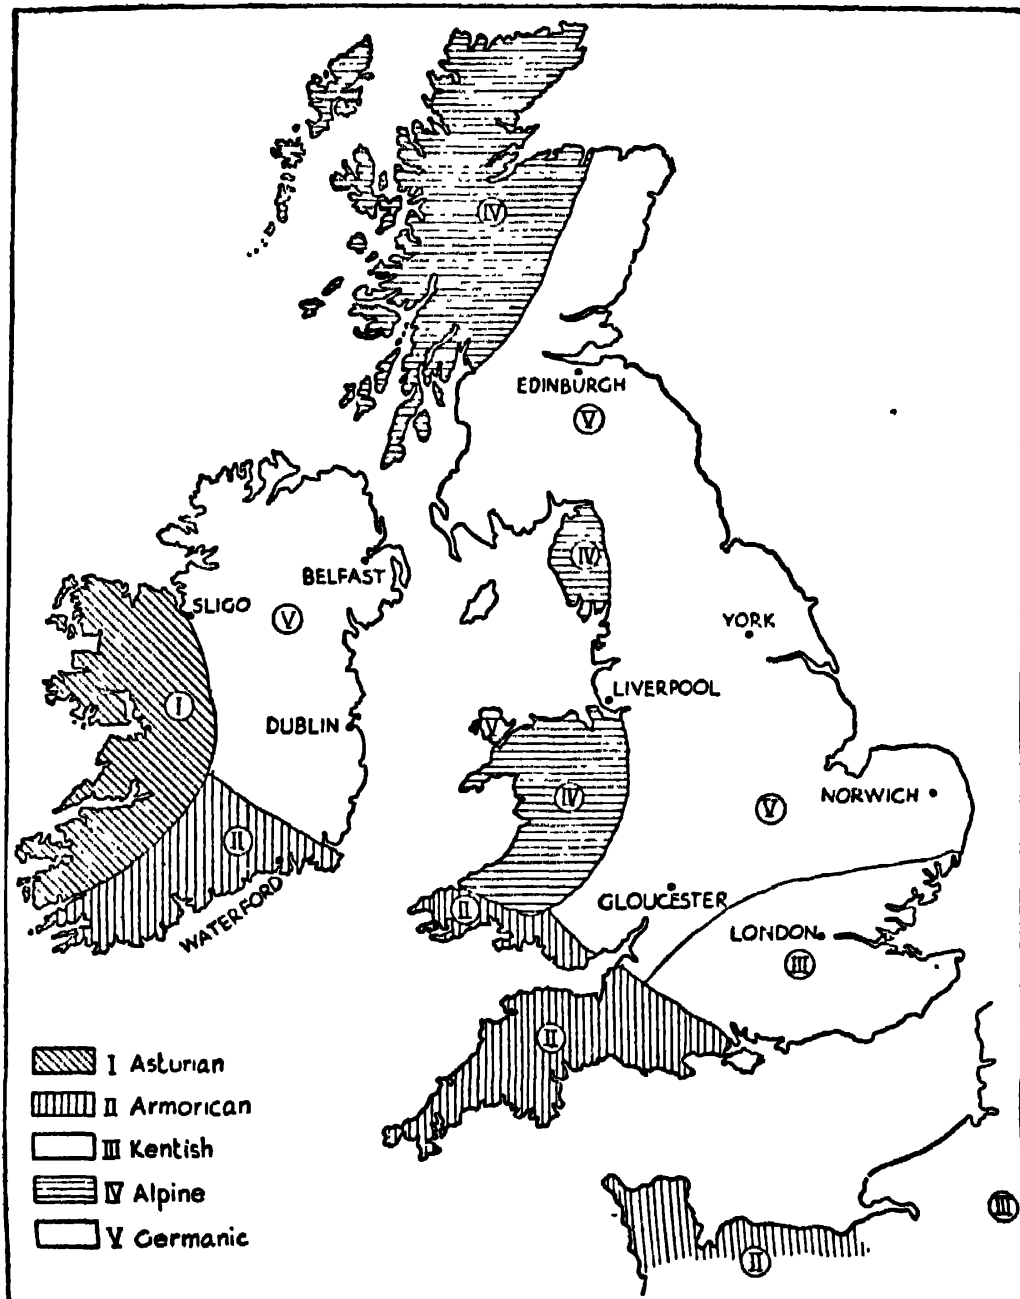 IV
EDINBURGH
V
IV
BELFAST
SLIGO
V
YORK
I
LIVERPOOL
DUBLIN
V
IV
NORWICH
V
II
WATERFORD
II
GLOUCESTER
LONDON
III
II
I Asturian
II Armorican
III Kentish
IV Alpine
V Germanic
III
II